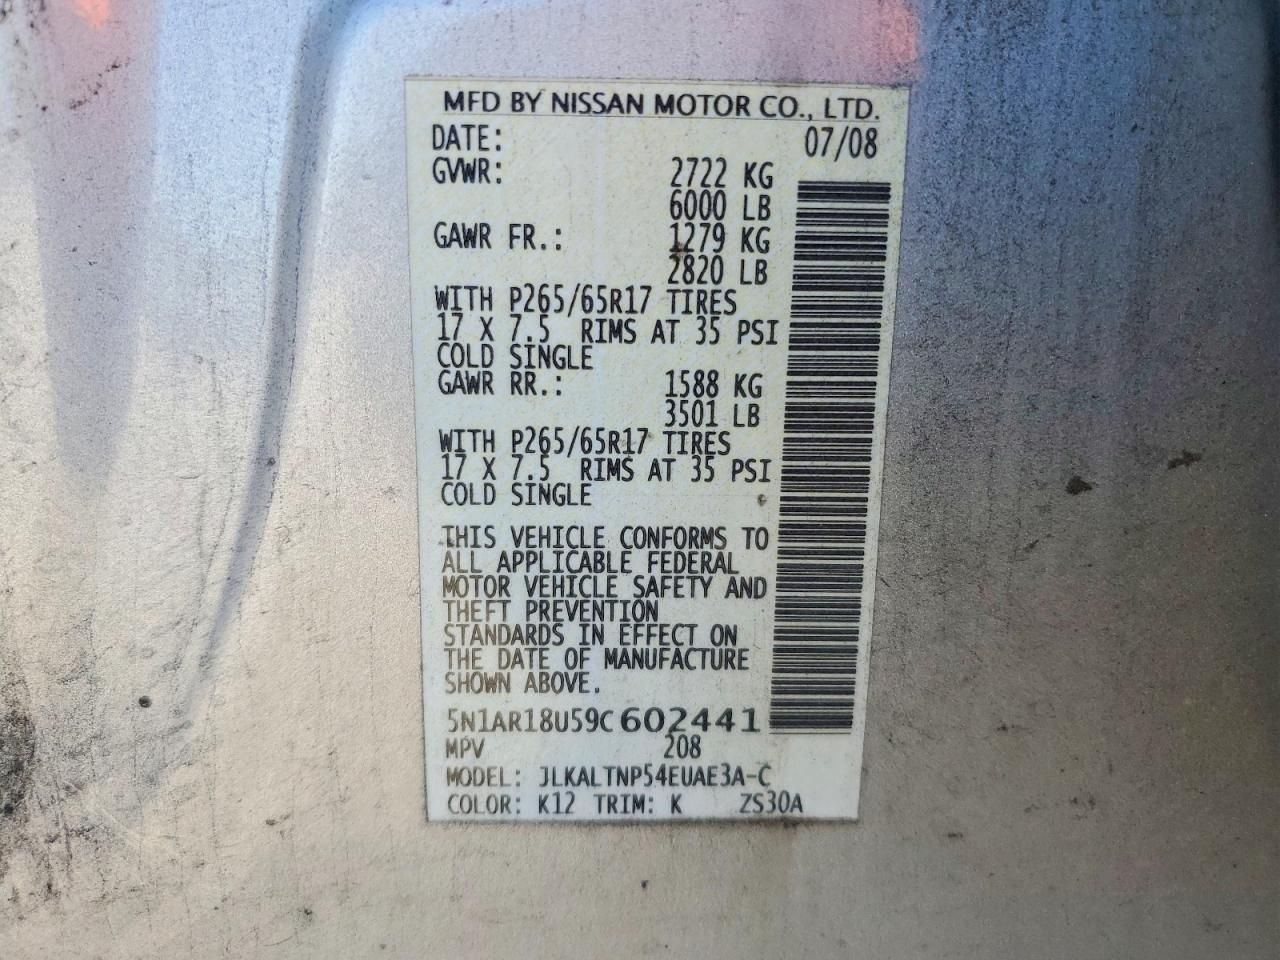 MFD BY NISSAN MOTOR CO., LTD.
DATE: 07/08
GVWR: 2722 KG
6000 LB
GAWR FR.: 1279 KG
2820 LB
WITH P265/65R17 TIRES
17 X 7.5 RIMS AT 35 PSI
COLD SINGLE
GAWR RR.: 1588 KG
3501 LB
WITH P265/65R17 TIRES
17 X 7.5 RIMS AT 35 PSI
COLD SINGLE
THIS VEHICLE CONFORMS TO
ALL APPLICABLE FEDERAL
MOTOR VEHICLE SAFETY AND
THEFT PREVENTION
STANDARDS IN EFFECT ON
THE DATE OF MANUFACTURE
SHOWN ABOVE.
5N1AR18U59C602441
MPV 208
MODEL: JLKALTNP54EUAE3A-C
COLOR: K12 TRIM: K ZS30A